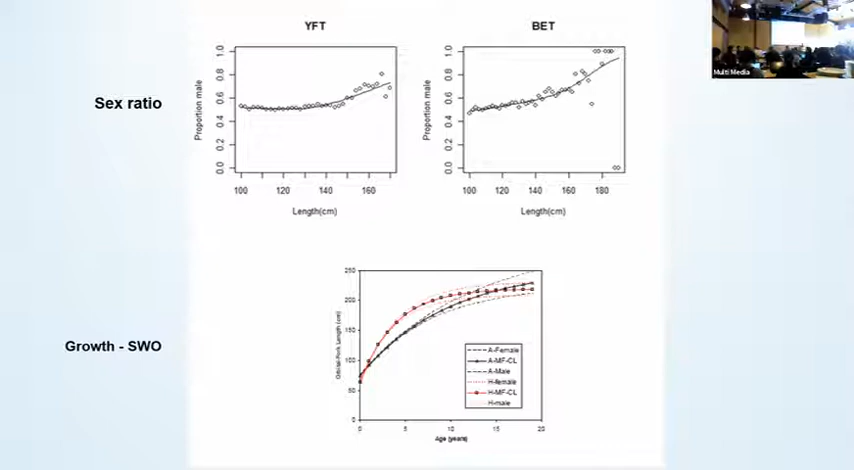 YFT
BET
Multi Media
Sex ratio
Proportion male
0.0 0.2 0.4 0.6 0.8 1.0
100 120 140 160
Length(cm)
Proportion male
0.0 0.2 0.4 0.6 0.8 1.0
100 120 140 160 180
Length(cm)
Growth - SWO
Orbital-Fork Length (cm)
250
200
150
100
50
0
0 5 10 15 20
Age (years)
A-Female
A-MF-CL
A-Male
H-female
H-MF-CL
H-male